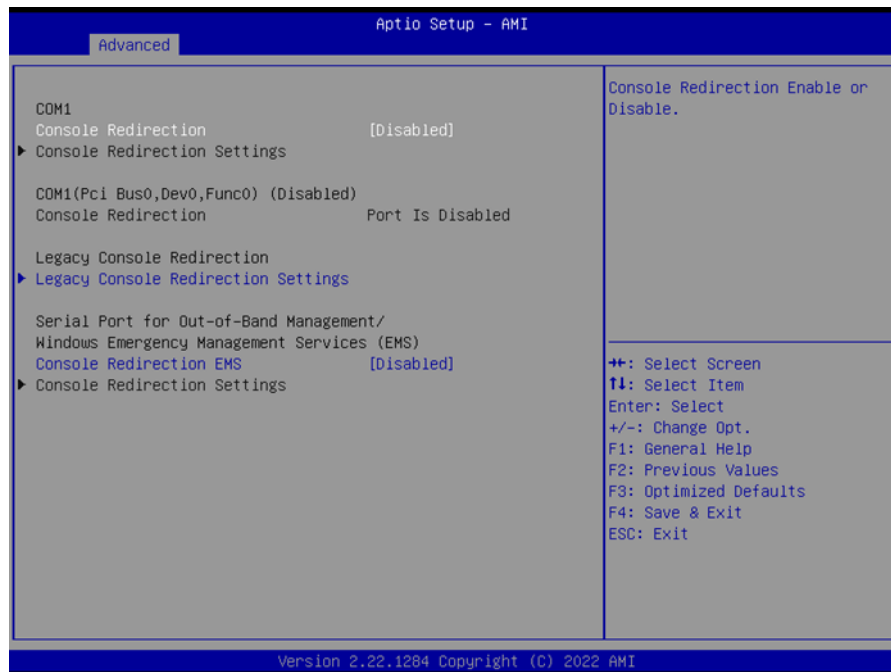 Aptio Setup – AMI
Advanced
COM1
Console Redirection [Disabled]
▶ Console Redirection Settings
COM1(Pci Bus0,Dev0,Func0) (Disabled)
Console Redirection Port Is Disabled
Legacy Console Redirection
▶ Legacy Console Redirection Settings
Serial Port for Out-of-Band Management/
Windows Emergency Management Services (EMS)
Console Redirection EMS [Disabled]
▶ Console Redirection Settings
Console Redirection Enable or
Disable.
→←: Select Screen
↑↓: Select Item
Enter: Select
+/-: Change Opt.
F1: General Help
F2: Previous Values
F3: Optimized Defaults
F4: Save & Exit
ESC: Exit
Version 2.22.1284 Copyright (C) 2022 AMI